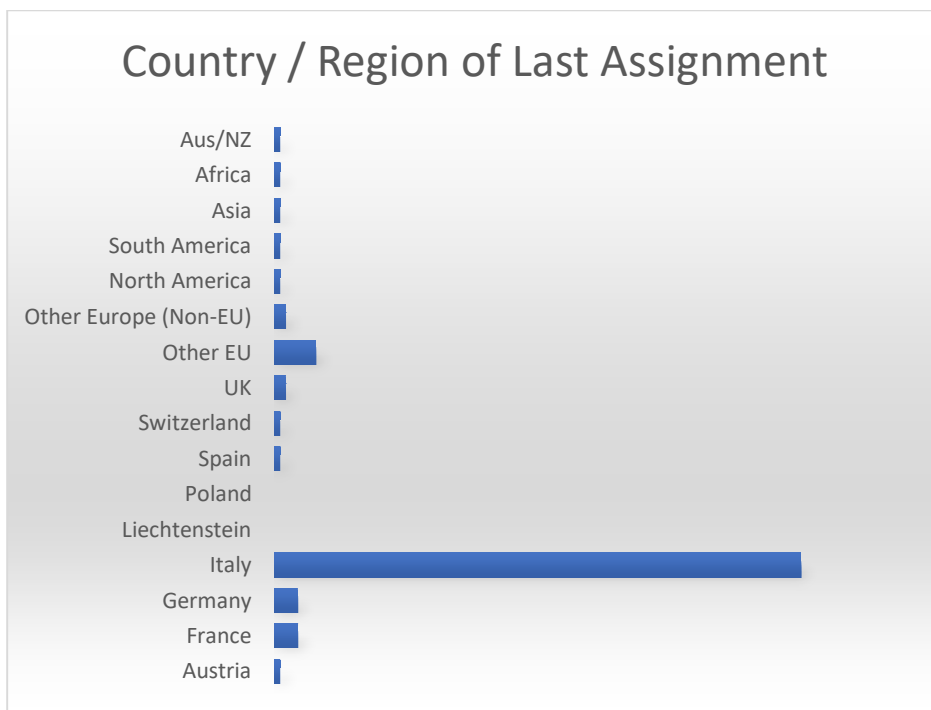 Country / Region of Last Assignment
Aus/NZ
Africa
Asia
South America
North America
Other Europe (Non-EU)
Other EU
UK
Switzerland
Spain
Poland
Liechtenstein
Italy
Germany
France
Austria